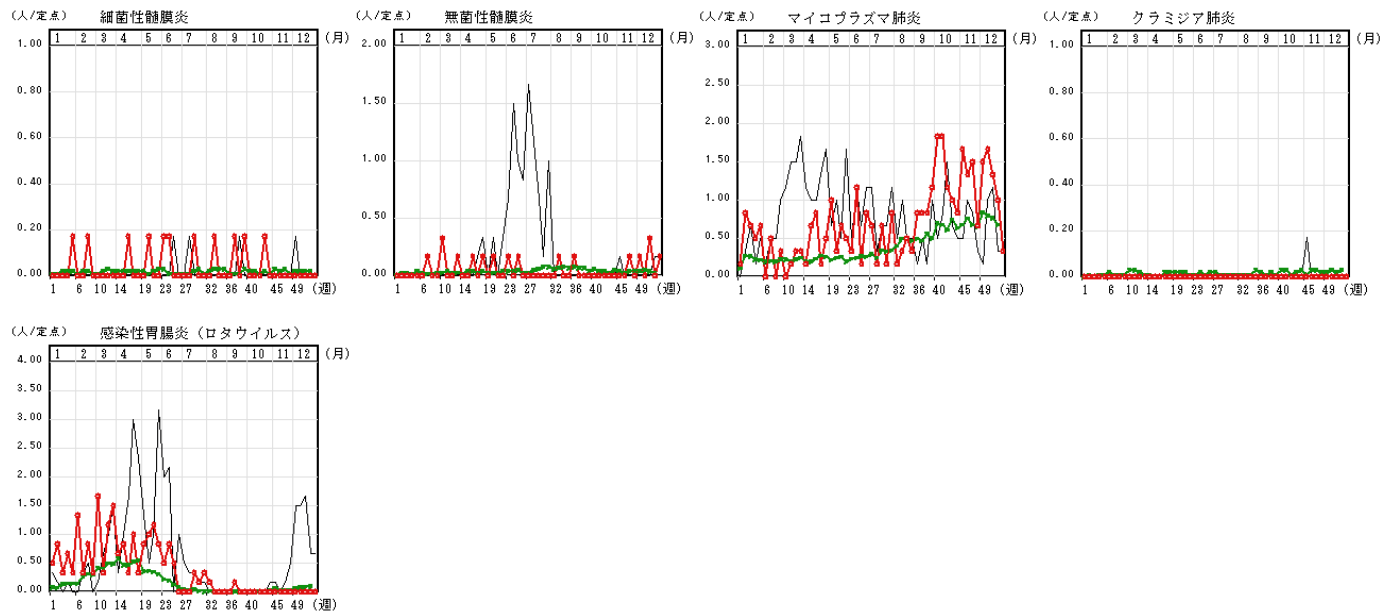 (人/定点) 細菌性髄膜炎
1.00 1 2 3 4 5 6 7 8 9 10 11 12 (月)
0.80
0.60
0.40
0.20
0.00
1 6 10 14 19 23 27 32 36 40 45 49 (週)
(人/定点) 無菌性髄膜炎
2.00 1 2 3 4 5 6 7 8 9 10 11 12 (月)
1.50
1.00
0.50
0.00
1 6 10 14 19 23 28 32 36 40 45 49 (週)
(人/定点) マイコプラズマ肺炎
3.00 1 2 3 4 5 6 7 8 9 10 11 12 (月)
2.50
2.00
1.50
1.00
0.50
0.00
1 6 10 14 19 23 27 32 36 40 45 49 (週)
(人/定点) クラミジア肺炎
1.00 1 2 3 4 5 6 7 8 9 10 11 12 (月)
0.80
0.60
0.40
0.20
0.00
1 6 10 14 19 23 27 32 36 40 45 49 (週)
(人/定点) 感染性胃腸炎（ロタウイルス）
4.00 1 2 3 4 5 6 7 8 9 10 11 12 (月)
3.50
3.00
2.50
2.00
1.50
1.00
0.50
0.00
1 6 10 14 19 23 27 32 36 40 45 49 (週)